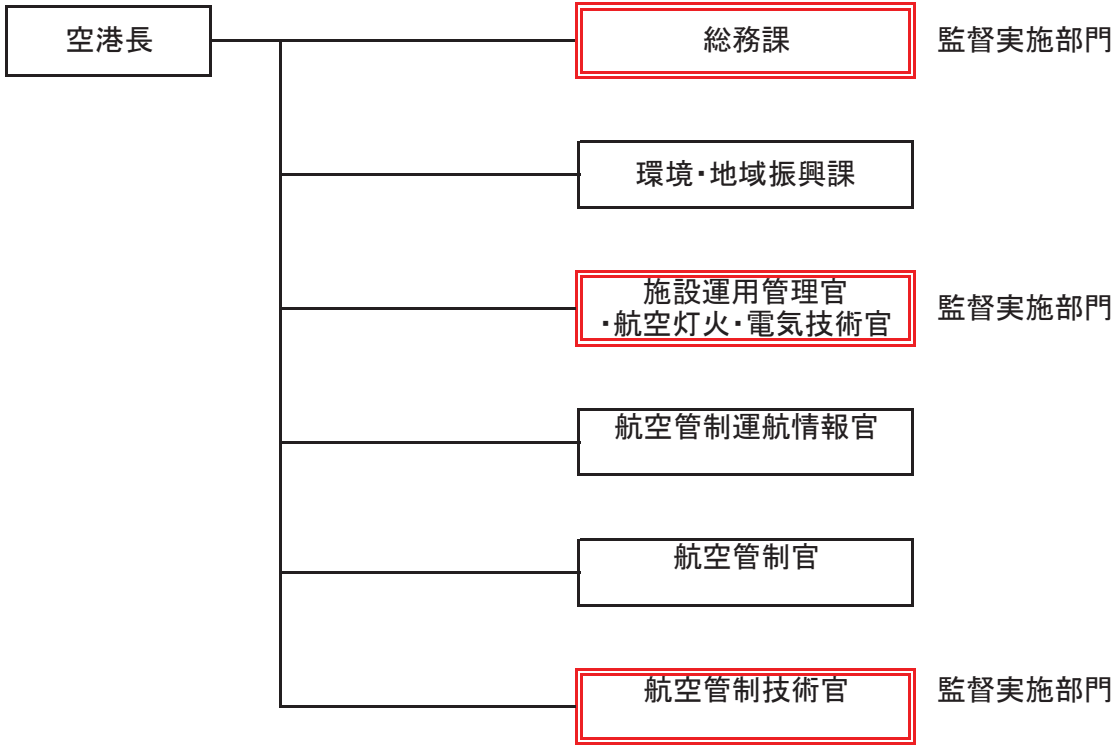 空港長
総務課
監督実施部門
環境・地域振興課
施設運用管理官
・航空灯火・電気技術官
監督実施部門
航空管制運航情報官
航空管制官
航空管制技術官
監督実施部門